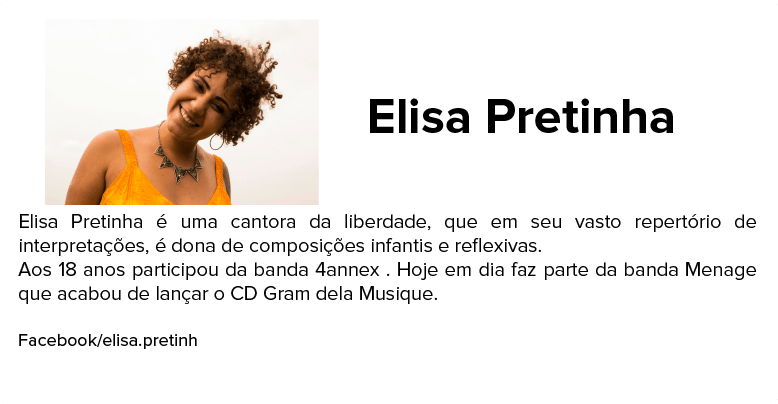 Elisa Pretinha
Elisa Pretinha é uma cantora da liberdade, que em seu vasto repertório de
interpretações, é dona de composições infantis e reflexivas.
Aos 18 anos participou da banda 4annex . Hoje em dia faz parte da banda Menage
que acabou de lançar o CD Gram dela Musique.
Facebook/elisa.pretinh